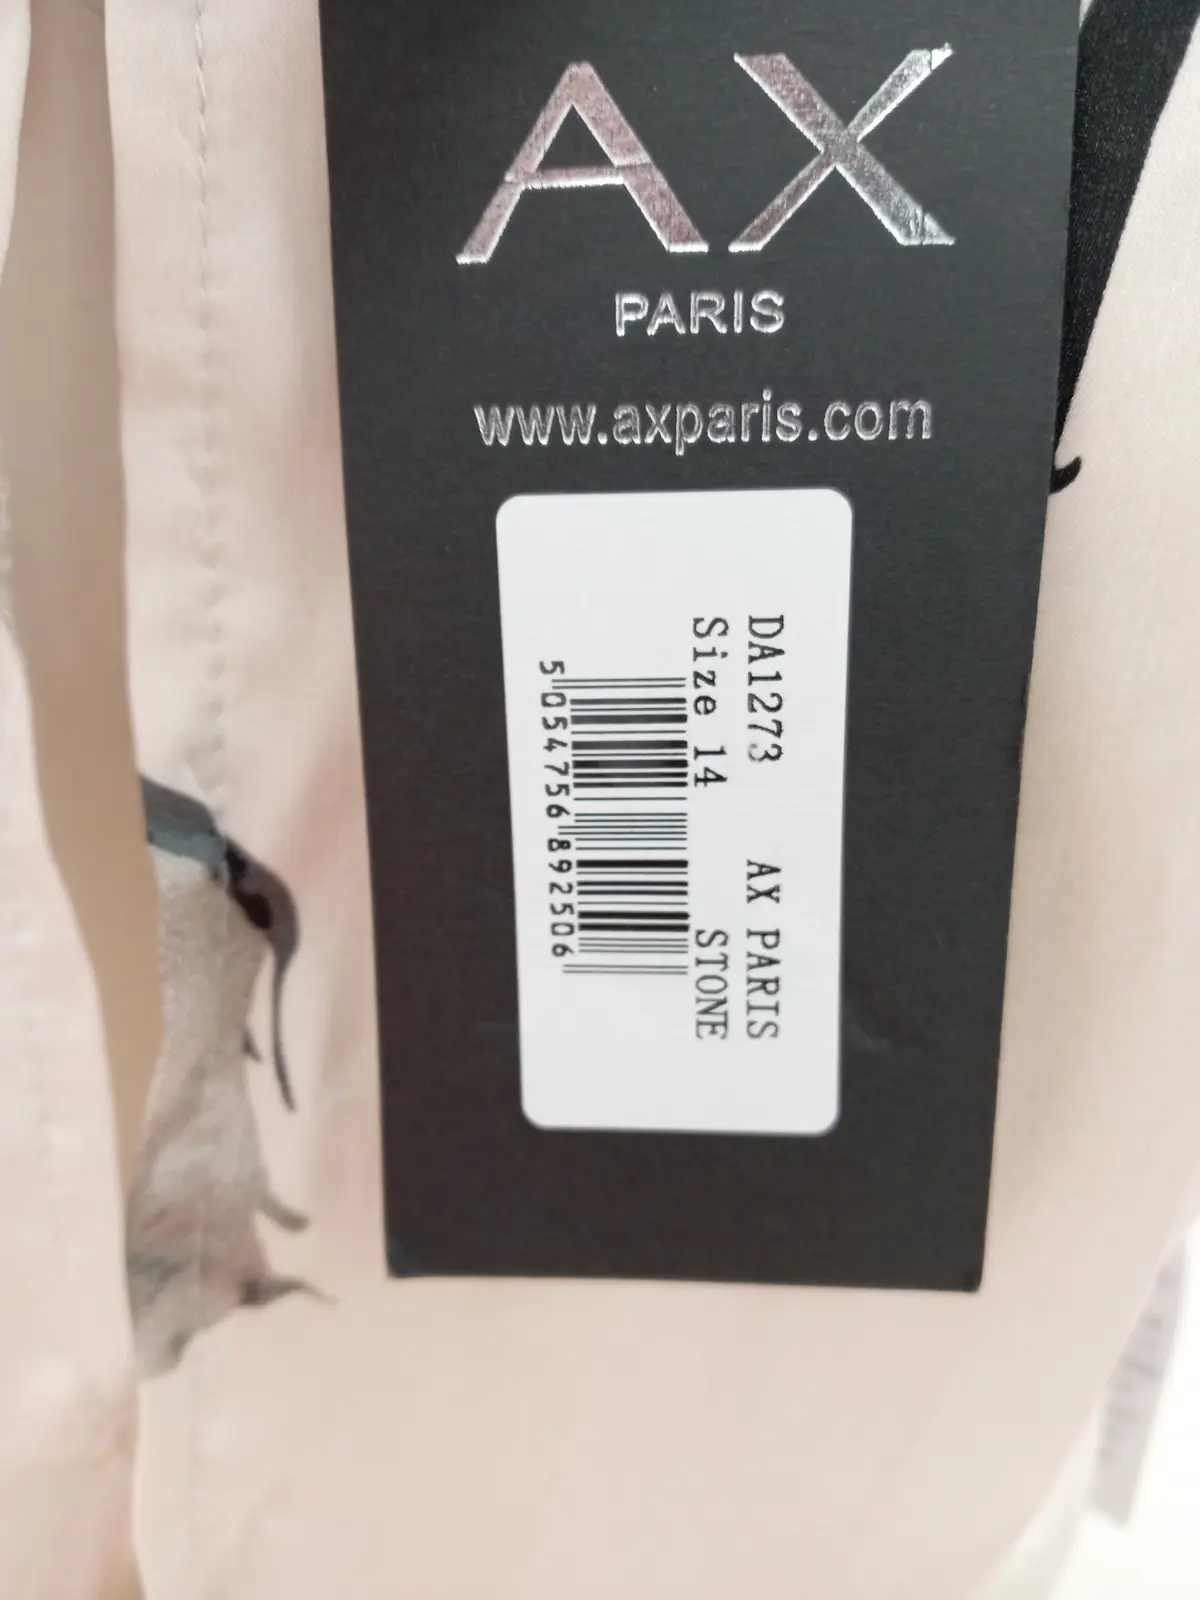 AX
PARIS
www.axparis.com
DA1273 AX PARIS
Size 14 STONE
5 054756 892506